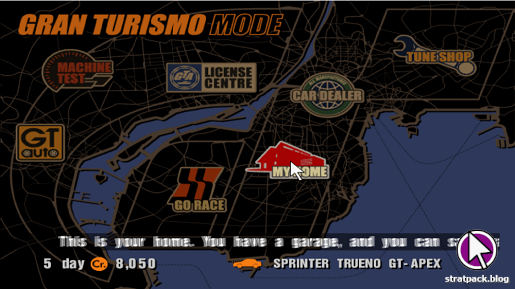 GRAN TURISMO MODE
MACHINE TEST
GTA LICENSE CENTRE
CAR DEALER
TUNE SHOP
GT auto
MY HOME
GO RACE
This is your home. You have a garage, and you can
5 day Cr. 8,050
SPRINTER TRUENO GT-APEX
stratpack.blog